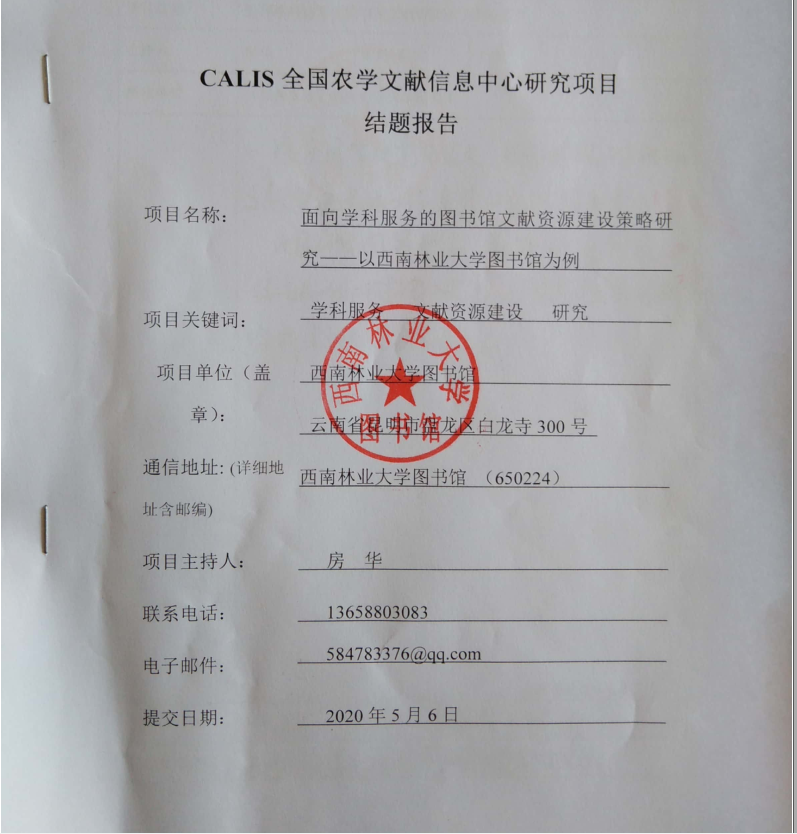 CALIS 全国农学文献信息中心研究项目
结题报告
项目名称: 面向学科服务的图书馆文献资源建设策略研
究——以西南林业大学图书馆为例
项目关键词: 学科服务 文献资源建设 研究
项目单位（盖 西南林业大学图书馆
章）: 云南省昆明市盘龙区白龙寺 300 号
通信地址: (详细地 西南林业大学图书馆 （650224）
址含邮编)
项目主持人: 房 华
联系电话: 13658803083
电子邮件: 584783376@qq.com
提交日期: 2020 年 5 月 6 日
西南林业大学
图书馆